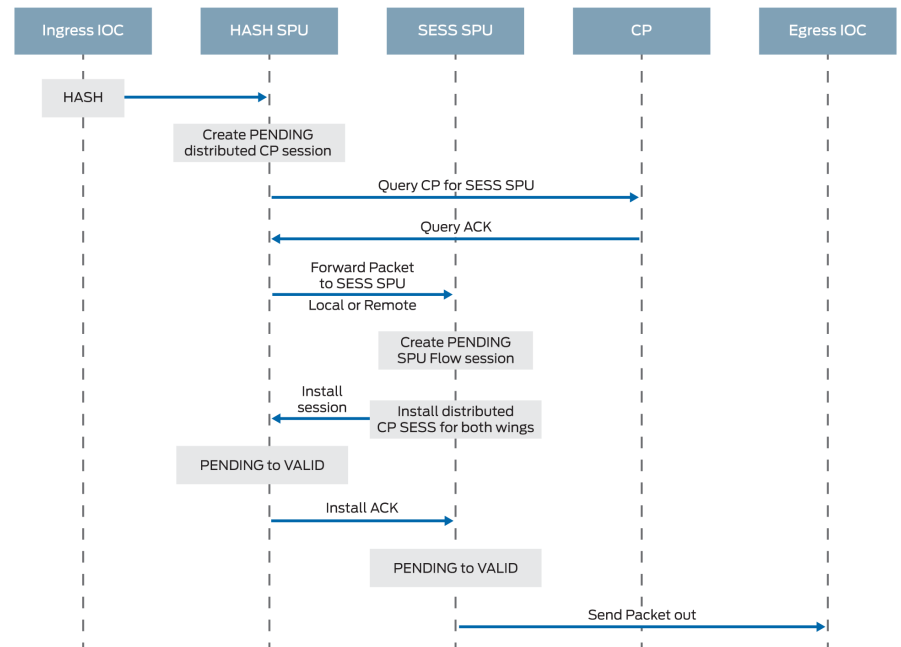 Ingress IOC
HASH SPU
SESS SPU
CP
Egress IOC
HASH
Create PENDING
distributed CP session
Query CP for SESS SPU
Query ACK
Forward Packet
to SESS SPU
Local or Remote
Create PENDING
SPU Flow session
Install
session
Install distributed
CP SESS for both wings
PENDING to VALID
Install ACK
PENDING to VALID
Send Packet out